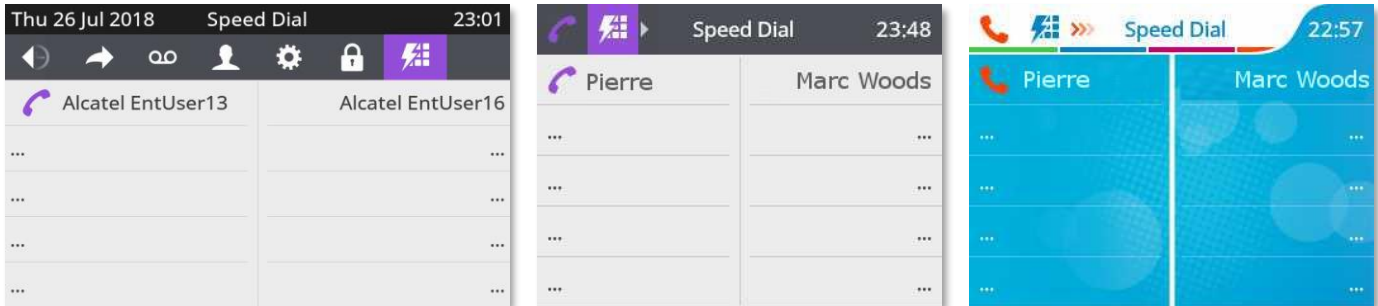 Thu 26 Jul 2018 Speed Dial 23:01
Alcatel EntUser13 Alcatel EntUser16
... ...
... ...
... ...
... ...
Speed Dial 23:48
Pierre Marc Woods
... ...
... ...
... ...
... ...
Speed Dial 22:57
Pierre Marc Woods
... ...
... ...
... ...
... ...